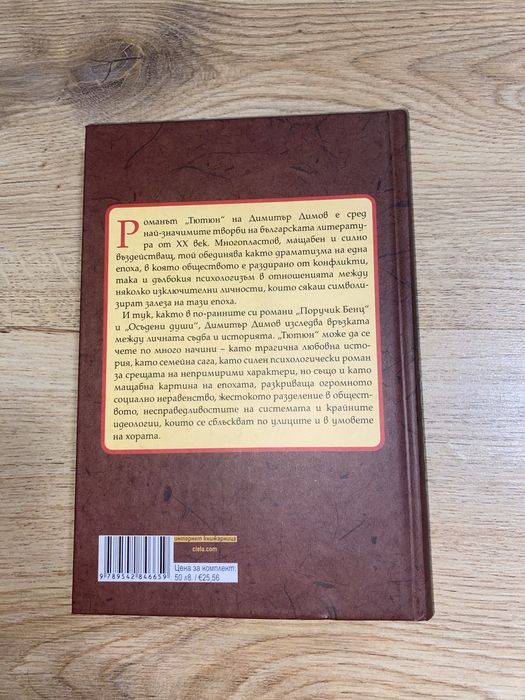 Романът „Тютюн" на Димитър Димов е сред
най-значимите творби на българската литерату-
ра от XX век. Многопластов, мащабен и силно
въздействащ, той обединява както драматизма на една
епоха, в която обществото е раздирано от конфликти,
така и дълбокия психологизъм в отношенията между
няколко изключителни личности, които сякаш символи-
зират залеза на тази епоха.
И тук, както в по-ранните си романи „Поручик Бенц"
и „Осъдени души", Димитър Димов изследва връзката
между личната съдба и историята. „Тютюн" може да се
чете по много начини – като трагична любовна исто-
рия, като семейна сага, като силен психологически роман
за срещата на непримирими характери, но също и като
мащабна картина на епохата, разкриваща огромното
социално неравенство, жестокото разделение в общест-
вото, несправедливостите на системата и крайните
идеологии, които се сблъскват по улиците и в умовете
на хората.
интернет книжарница
ciela.com
Цена за комплект:
50 лв. / €25,56
9 789542 846659